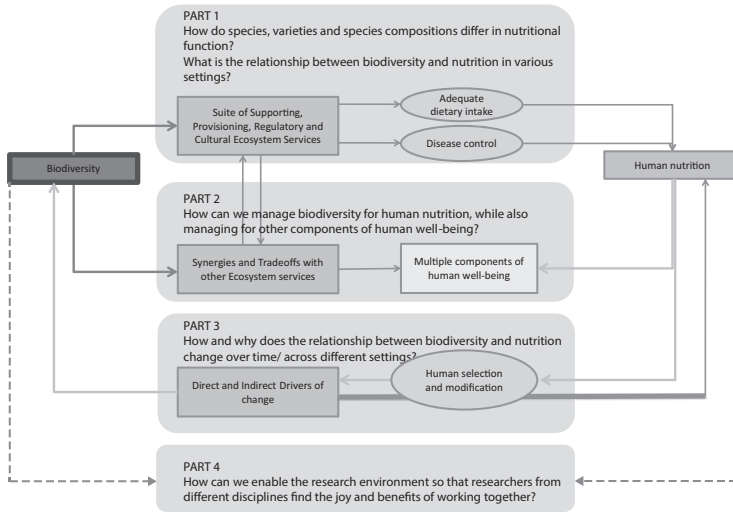 PART 1
How do species, varieties and species compositions differ in nutritional
function?
What is the relationship between biodiversity and nutrition in various
settings?
Suite of Supporting,
Provisioning, Regulatory and
Cultural Ecosystem Services
Adequate
dietary intake
Disease control
Biodiversity
Human nutrition
PART 2
How can we manage biodiversity for human nutrition, while also
managing for other components of human well-being?
Synergies and Tradeoffs with
other Ecosystem services
Multiple components of
human well-being
PART 3
How and why does the relationship between biodiversity and nutrition
change over time/ across different settings?
Direct and Indirect Drivers of
change
Human selection
and modification
PART 4
How can we enable the research environment so that researchers from
different disciplines find the joy and benefits of working together?